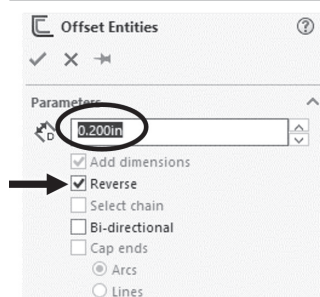 Offset Entities
Parameters
D 0.200in
Add dimensions
Reverse
Select chain
Bi-directional
Cap ends
Arcs
Lines